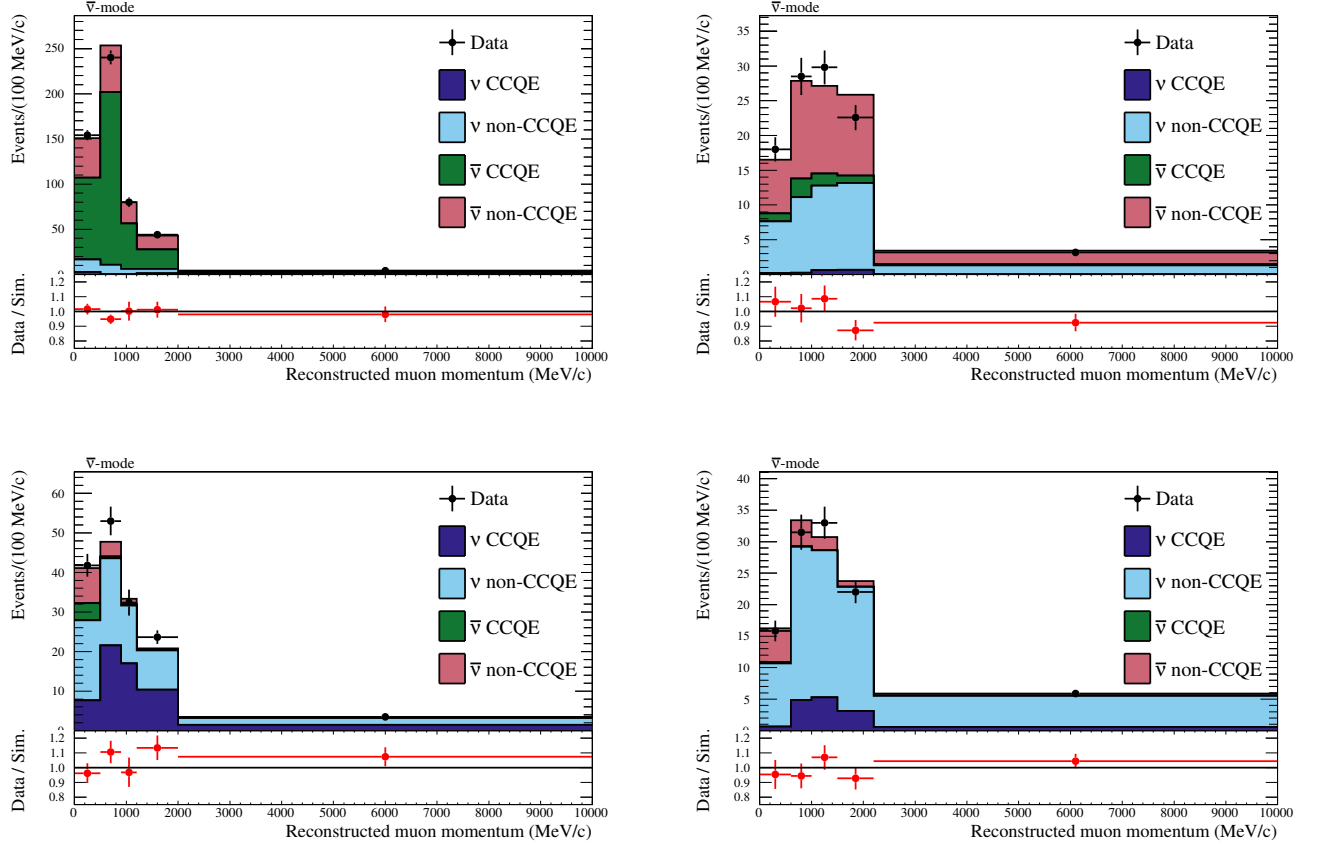 ν̅-mode
Events/(100 MeV/c)
250
200
150
100
50
0
Data
ν CCQE
ν non-CCQE
ν̅ CCQE
ν̅ non-CCQE
Data / Sim.
1.2
1.1
1.0
0.9
0.8
0 1000 2000 3000 4000 5000 6000 7000 8000 9000 10000
Reconstructed muon momentum (MeV/c)
ν̅-mode
Events/(100 MeV/c)
35
30
25
20
15
10
5
0
Data
ν CCQE
ν non-CCQE
ν̅ CCQE
ν̅ non-CCQE
Data / Sim.
1.2
1.1
1.0
0.9
0.8
0 1000 2000 3000 4000 5000 6000 7000 8000 9000 10000
Reconstructed muon momentum (MeV/c)
ν̅-mode
Events/(100 MeV/c)
60
50
40
30
20
10
0
Data
ν CCQE
ν non-CCQE
ν̅ CCQE
ν̅ non-CCQE
Data / Sim.
1.2
1.1
1.0
0.9
0.8
0 1000 2000 3000 4000 5000 6000 7000 8000 9000 10000
Reconstructed muon momentum (MeV/c)
ν̅-mode
Events/(100 MeV/c)
40
35
30
25
20
15
10
5
0
Data
ν CCQE
ν non-CCQE
ν̅ CCQE
ν̅ non-CCQE
Data / Sim.
1.2
1.1
1.0
0.9
0.8
0 1000 2000 3000 4000 5000 6000 7000 8000 9000 10000
Reconstructed muon momentum (MeV/c)